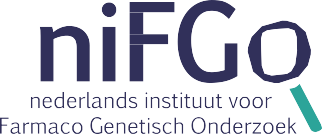 niFGo
nederlands instituut voor
Farmaco Genetisch Onderzoek